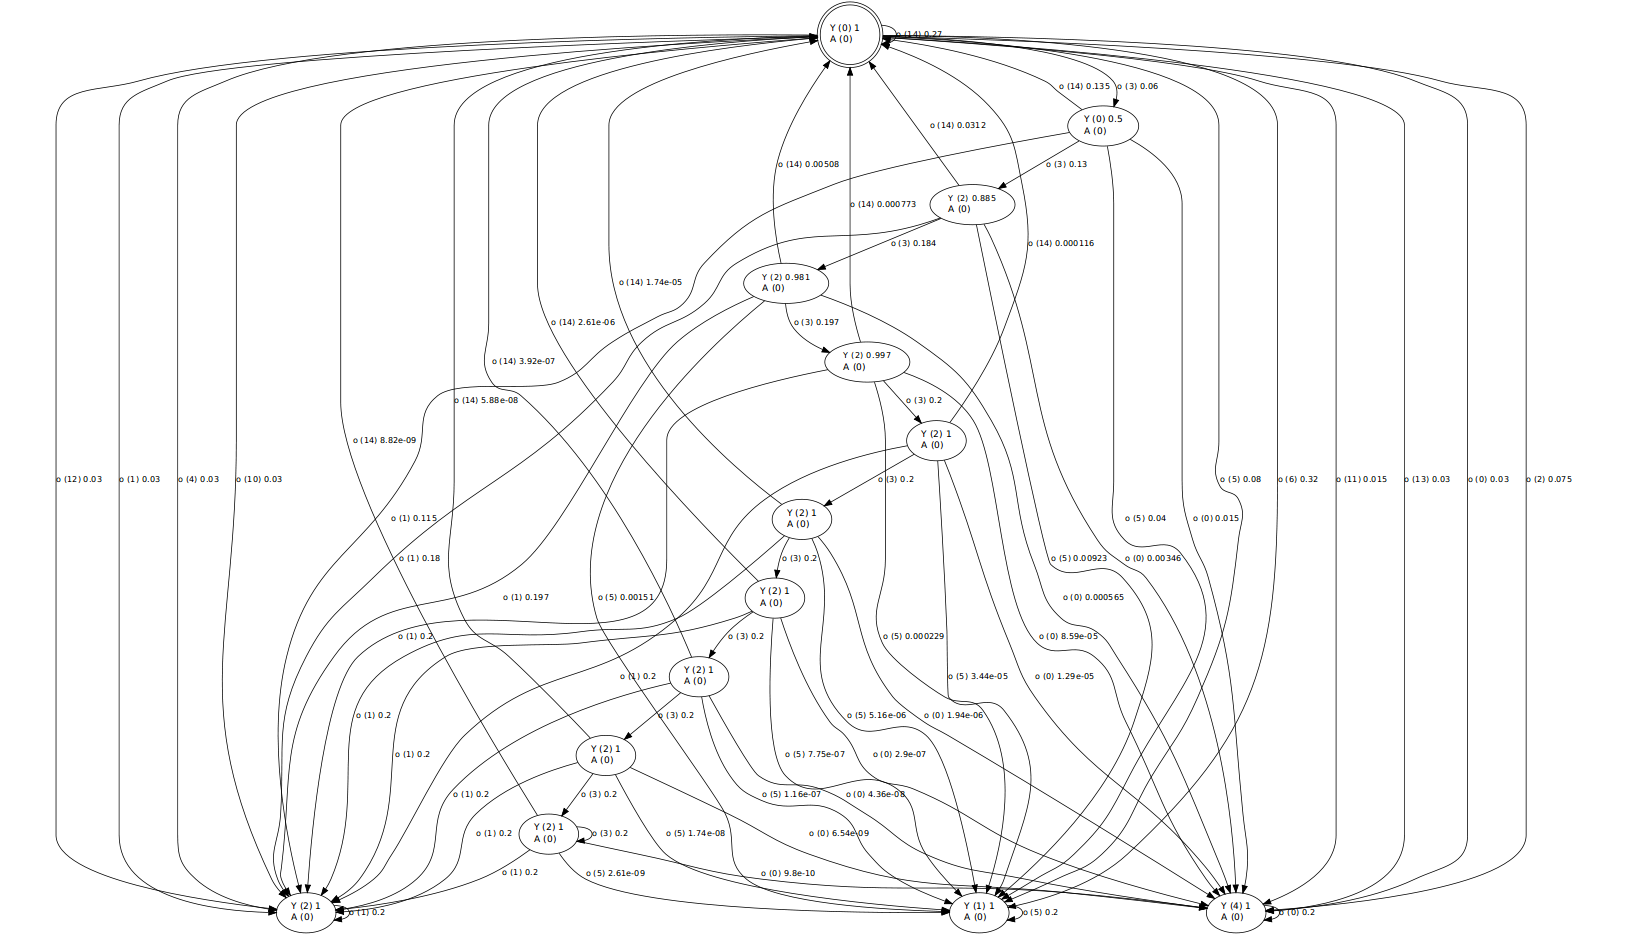 Y (0) 1
A (0)
o (14) 0.27
o (14) 0.135
o (3) 0.06
Y (0) 0.5
A (0)
o (14) 0.0312
o (3) 0.13
o (14) 0.00508
Y (2) 0.885
A (0)
o (14) 0.000773
o (3) 0.184
o (14) 0.000116
Y (2) 0.981
A (0)
o (14) 1.74e-05
o (14) 2.61e-06
o (3) 0.197
Y (2) 0.997
A (0)
o (14) 3.92e-07
o (14) 5.88e-08
o (3) 0.2
Y (2) 1
A (0)
o (14) 8.82e-09
o (12) 0.03
o (1) 0.03
o (4) 0.03
o (10) 0.03
o (3) 0.2
o (5) 0.08
o (6) 0.32
o (11) 0.015
o (13) 0.03
o (0) 0.03
o (2) 0.075
o (1) 0.115
Y (2) 1
A (0)
o (5) 0.04
o (0) 0.015
o (1) 0.18
o (3) 0.2
o (5) 0.00923
o (0) 0.00346
o (1) 0.197
o (5) 0.00151
Y (2) 1
A (0)
o (0) 0.000565
o (1) 0.2
o (3) 0.2
o (5) 0.000229
o (0) 8.59e-05
o (1) 0.2
Y (2) 1
A (0)
o (5) 3.44e-05
o (0) 1.29e-05
o (1) 0.2
o (3) 0.2
o (5) 5.16e-06
o (0) 1.94e-06
o (1) 0.2
Y (2) 1
A (0)
o (5) 7.75e-07
o (0) 2.9e-07
o (1) 0.2
o (3) 0.2
o (5) 1.16e-07
o (0) 4.36e-08
o (1) 0.2
Y (2) 1
A (0)
o (3) 0.2
o (5) 1.74e-08
o (0) 6.54e-09
o (1) 0.2
o (5) 2.61e-09
o (0) 9.8e-10
Y (2) 1
A (0)
o (1) 0.2
Y (1) 1
A (0)
o (5) 0.2
Y (4) 1
A (0)
o (0) 0.2